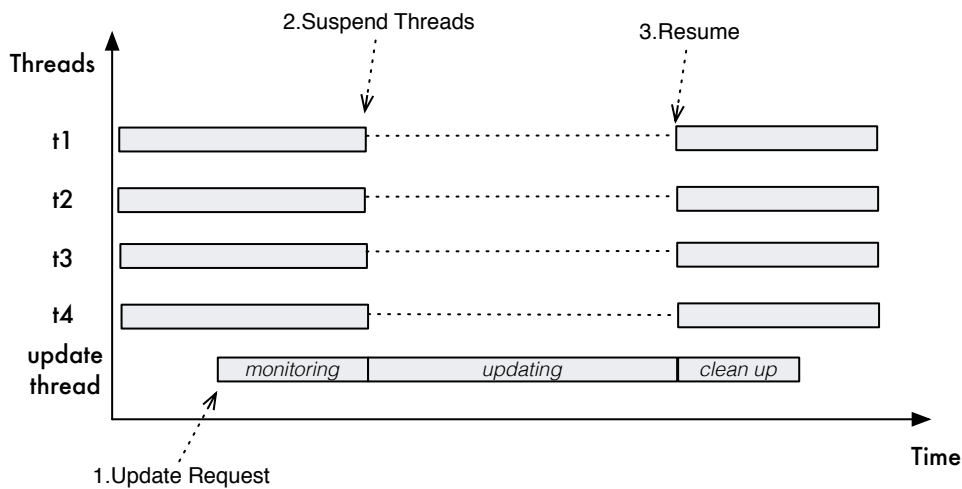 2.Suspend Threads
3.Resume
Threads
t1
t2
t3
t4
update
thread
monitoring
updating
clean up
Time
1.Update Request